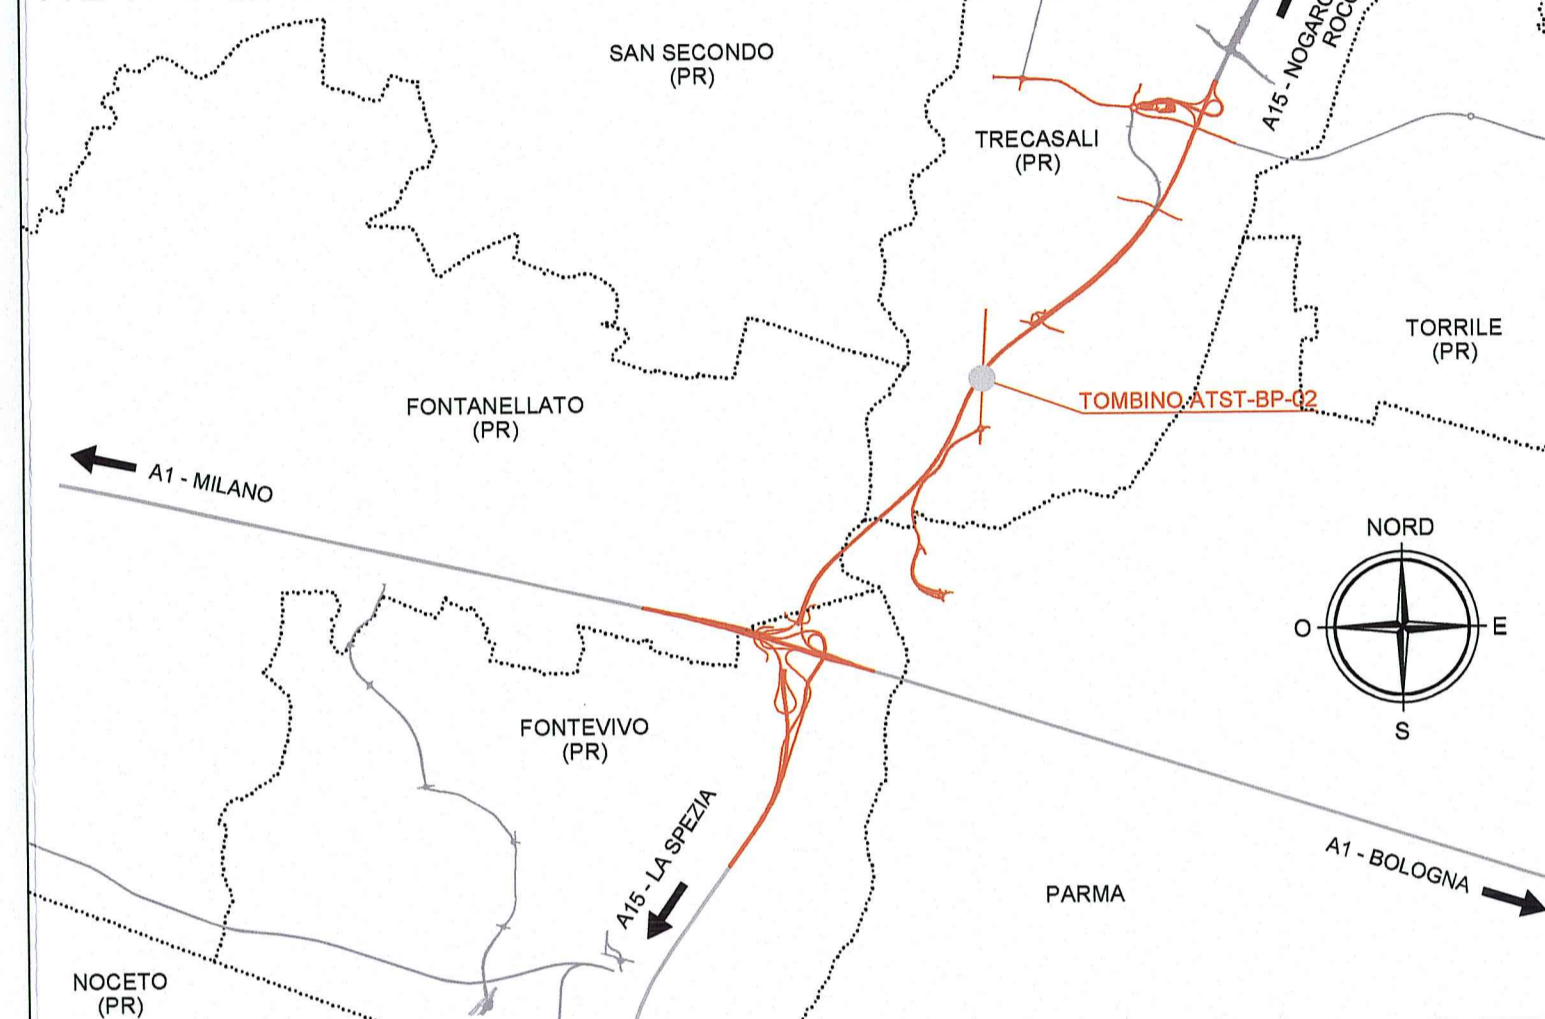 SAN SECONDO
(PR)
A15 - NOGARO
TRECASALI
(PR)
TORRILE
(PR)
FONTANELLATO
(PR)
TOMBINO ATST-BP-02
A1 - MILANO
NORD
O
E
S
FONTEVIVO
(PR)
A15 - LA SPEZIA
A1 - BOLOGNA
PARMA
NOCETO
(PR)